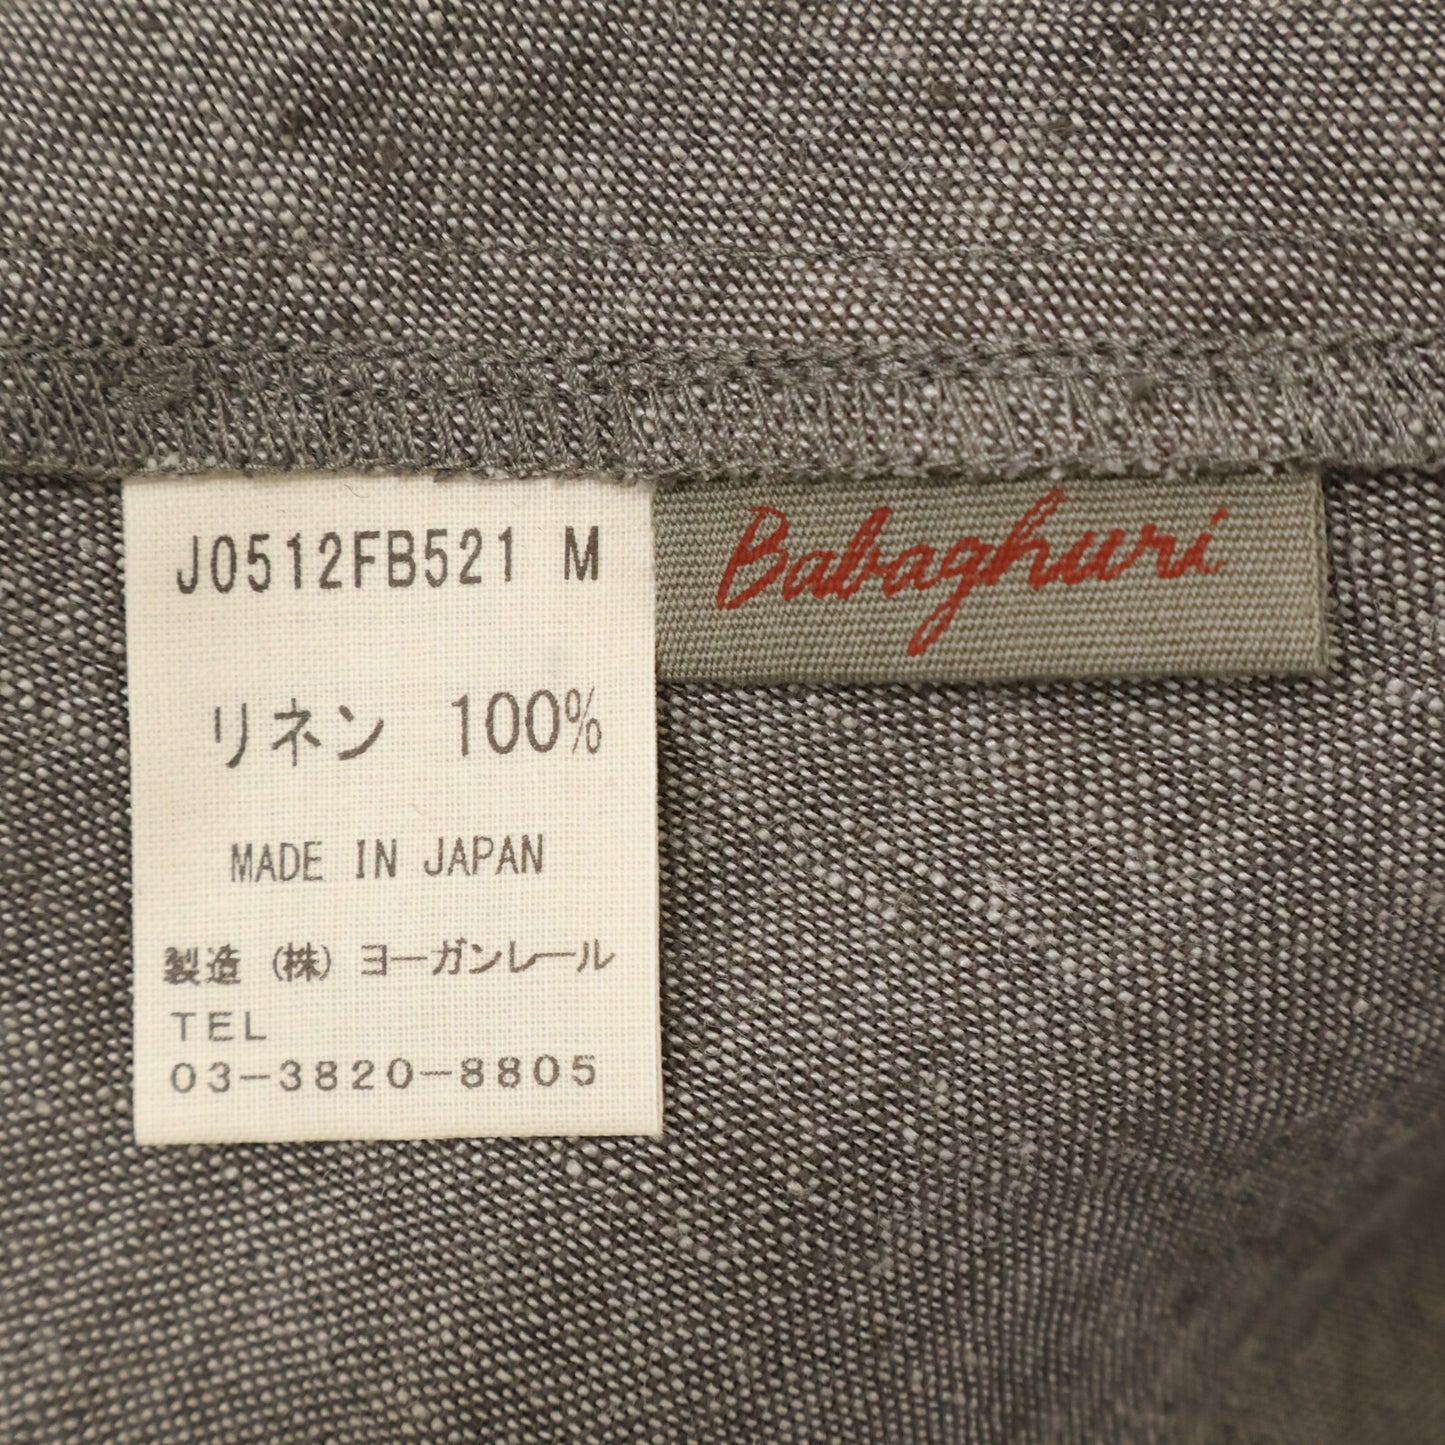 J0512FB521 M
Babaghuri
リネン 100%
MADE IN JAPAN
製造 (株) ヨーガンレール
TEL
03-3820-8805